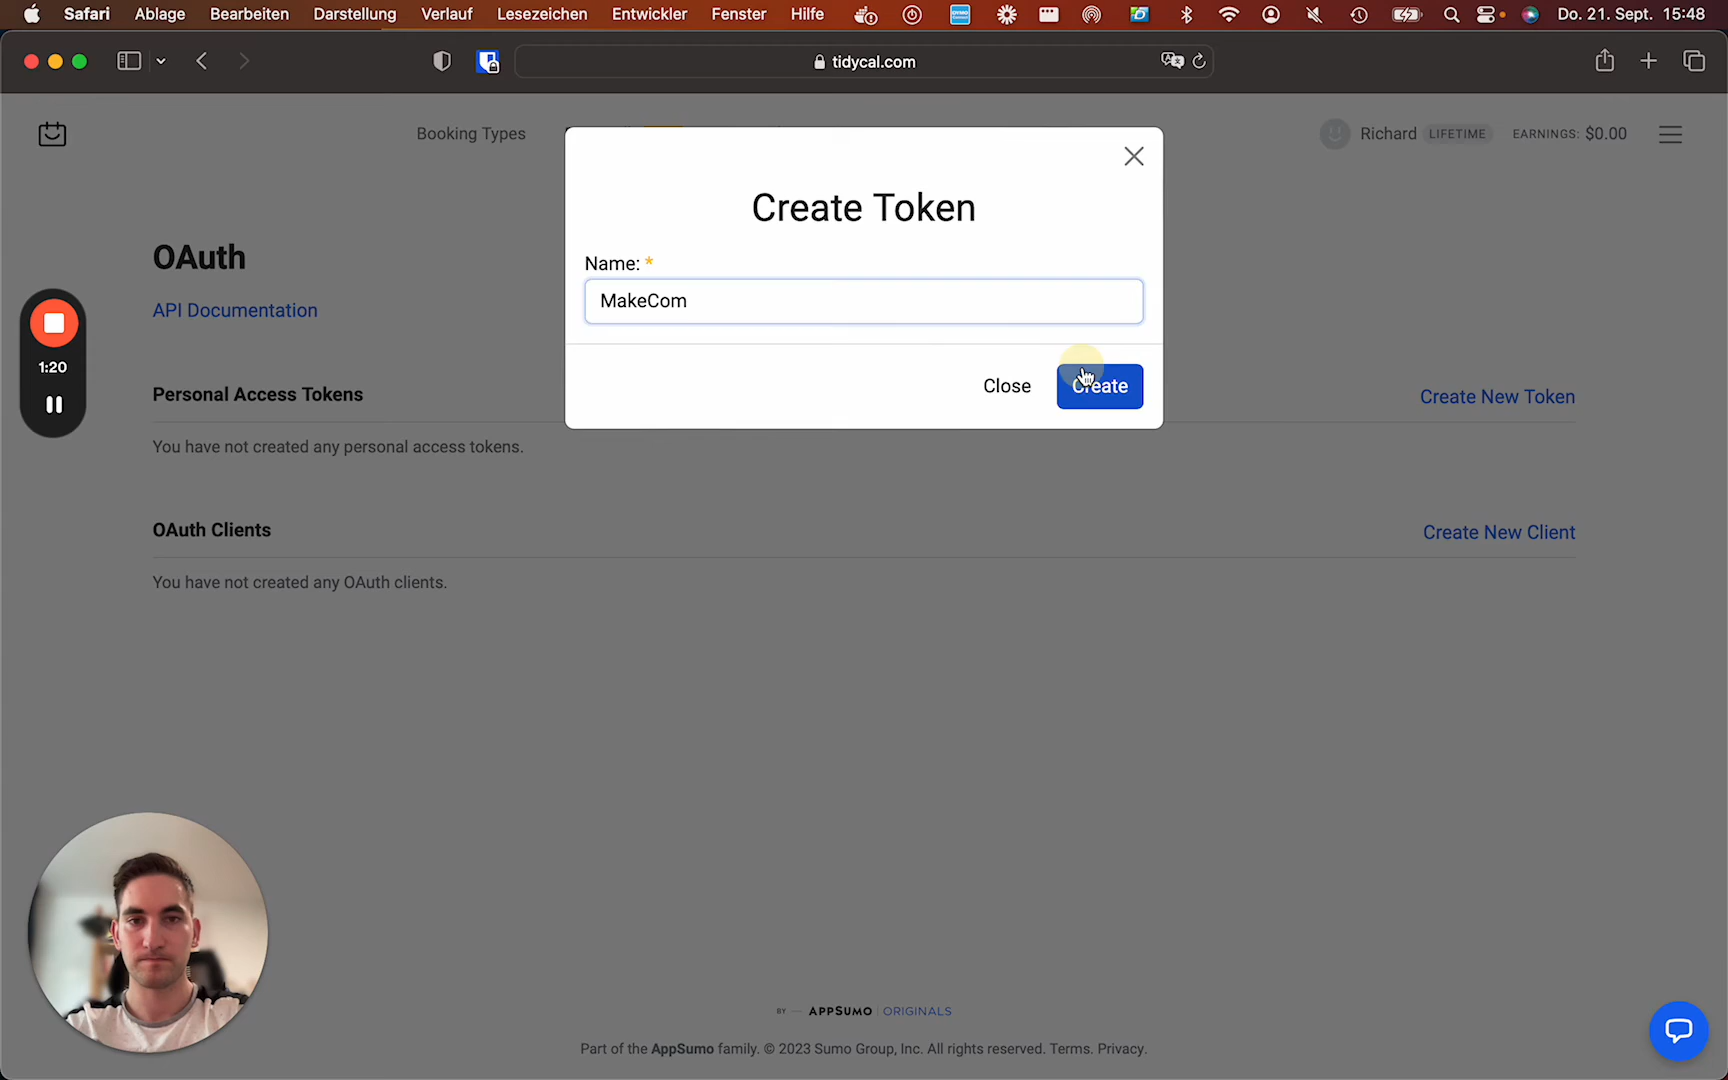 Safari Ablage Bearbeiten Darstellung Verlauf Lesezeichen Entwickler Fenster Hilfe Do. 21. Sept. 15:48
tidycal.com
Booking Types
Richard LIFETIME EARNINGS: $0.00
Create Token
OAuth
Name: *
MakeCom
API Documentation
1:20
Close Create
Personal Access Tokens Create New Token
You have not created any personal access tokens.
OAuth Clients Create New Client
You have not created any OAuth clients.
BY — APPSUMO ORIGINALS
Part of the AppSumo family. © 2023 Sumo Group, Inc. All rights reserved. Terms. Privacy.